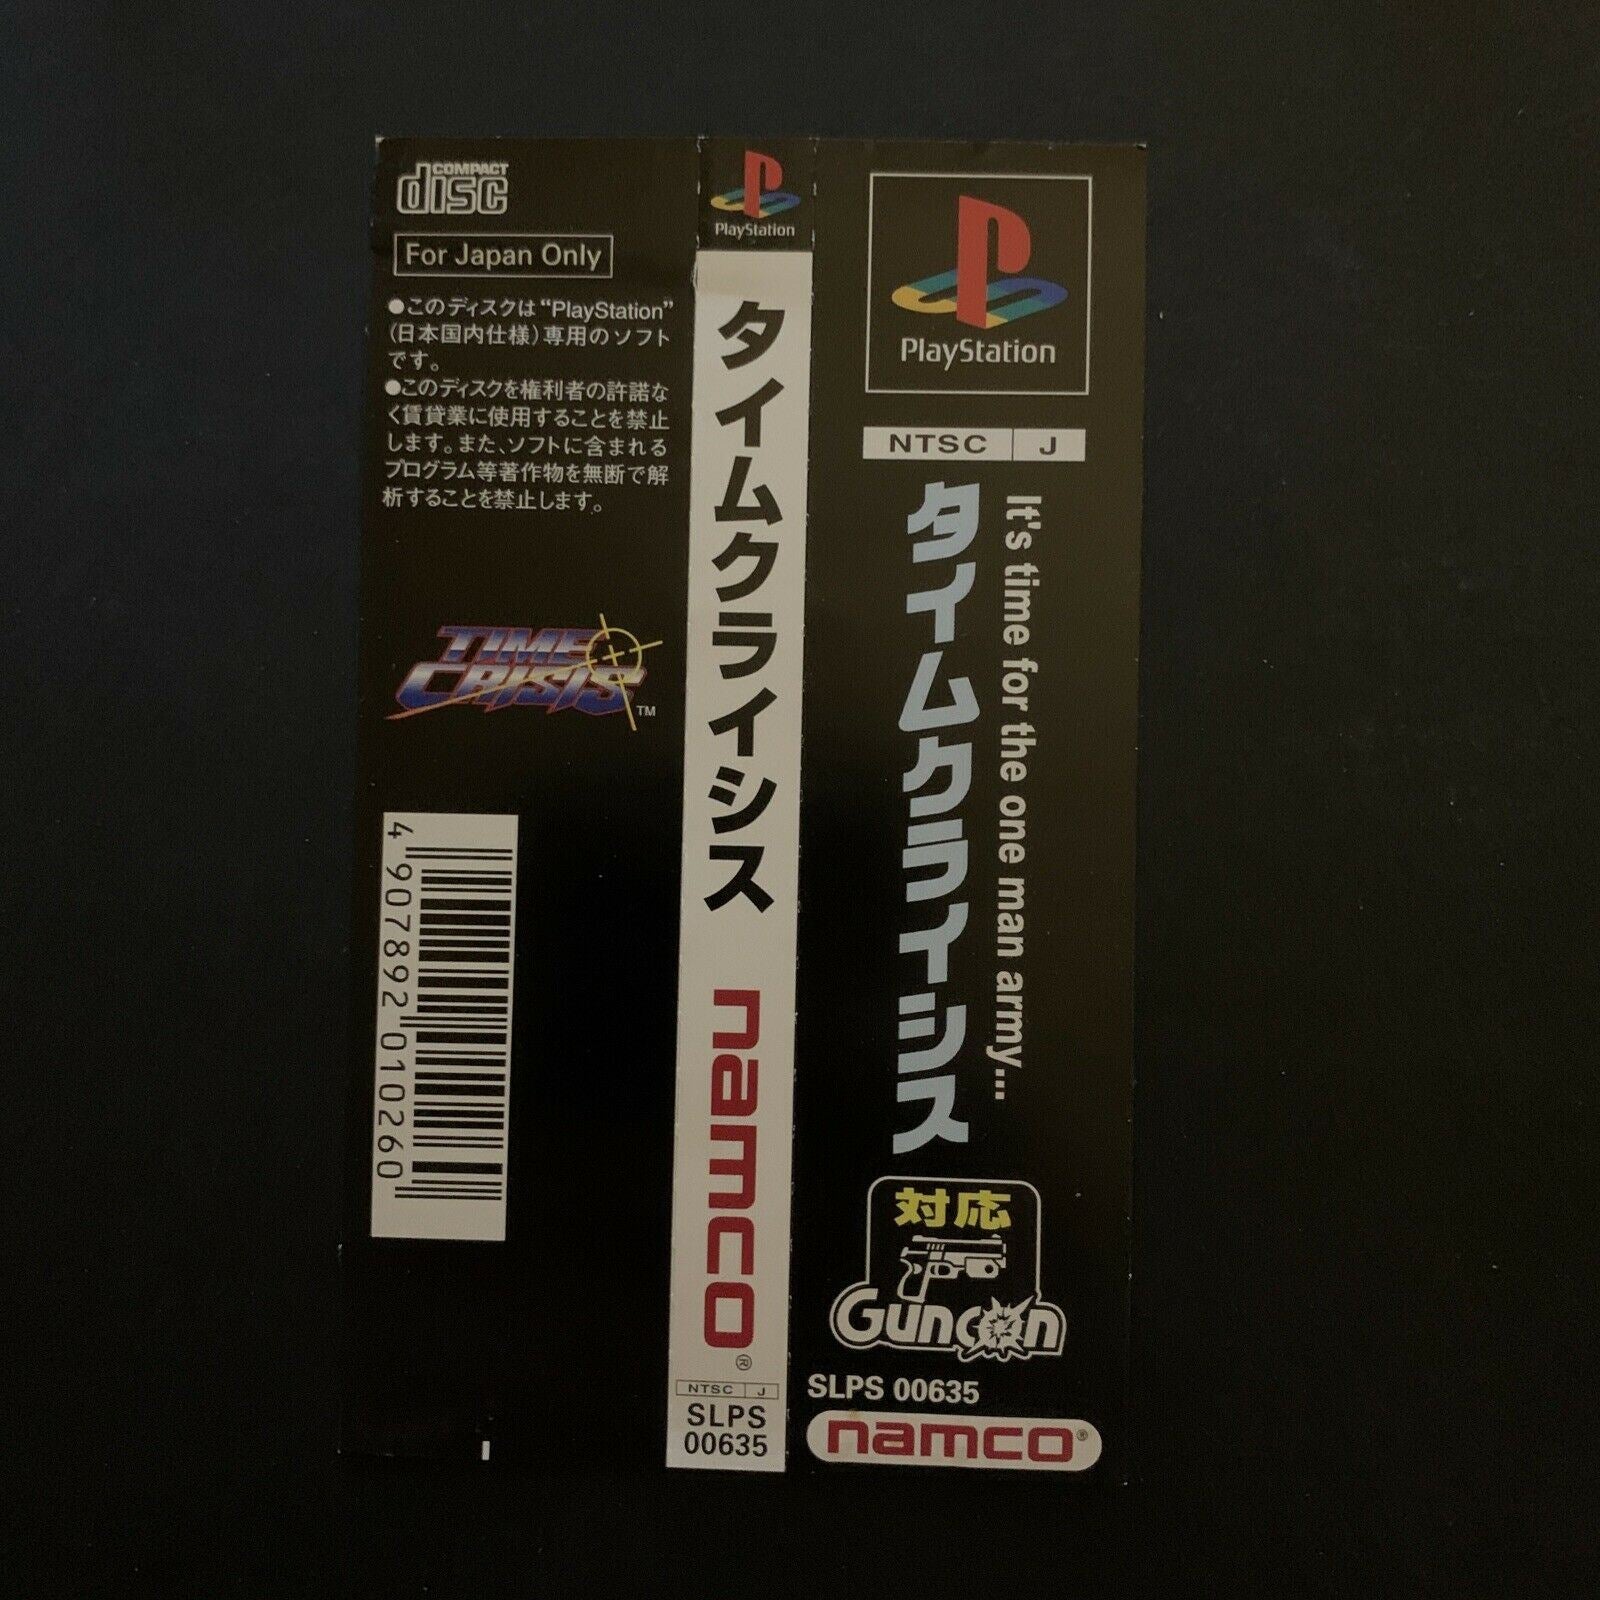 COMPACT
disc
For Japan Only
●このディスクは“PlayStation”
（日本国内仕様）専用のソフト
です。
●このディスクを権利者の許諾な
く賃貸業に使用することを禁止
します。また、ソフトに含まれる
プログラム等著作物を無断で解
析することを禁止します。
TIME
CRISIS
TM
4 907892 010260
PlayStation
タイムクライシス
namco®
NTSC J
SLPS
00635
PlayStation
NTSC J
It's time for the one man army...
タイムクライシス
対応
Guncon
SLPS 00635
namco®